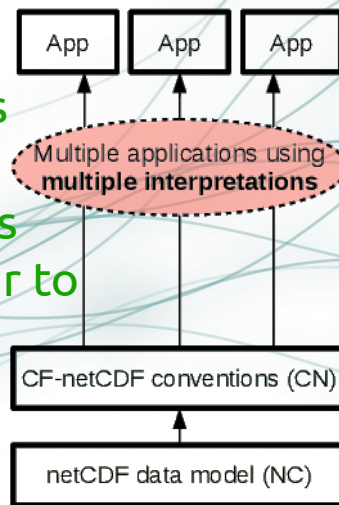 App App App
s
Multiple applications using
multiple interpretations
s
r to
CF-netCDF conventions (CN)
netCDF data model (NC)